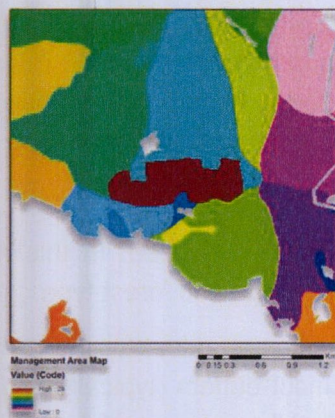 Management Area Map
Value (Code)
High : 26
Low : 0
Km
0 0.15 0.3 0.6 0.9 1.2